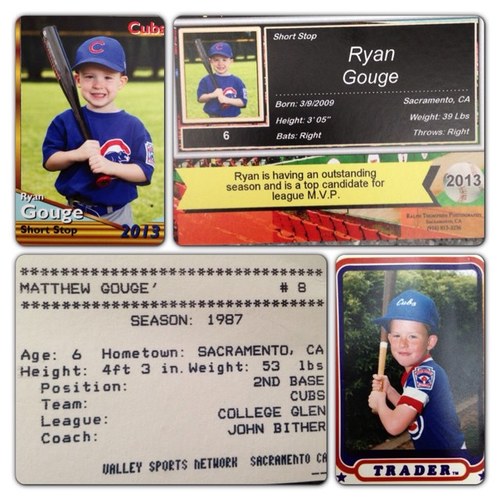 Cubs
C
Ryan
Gouge
Short Stop
2013
Short Stop
Ryan
Gouge
6
Born: 3/9/2009
Sacramento, CA
Height: 3' 05"
Weight: 39 Lbs
Bats: Right
Throws: Right
Ryan is having an outstanding
season and is a top candidate for
league M.V.P.
2013
Sacramento, CA
************************************
MATTHEW GOUGE' # 8
************************************
SEASON: 1987
Age: 6 Hometown: SACRAMENTO, CA
Height: 4ft 3 in. Weight: 53 lbs
Position: 2ND BASE
Team: CUBS
League: COLLEGE GLEN
Coach: JOHN BITHER
VALLEY SPORTS NETWORK SACRAMENTO CA
Cubs
TRADER™